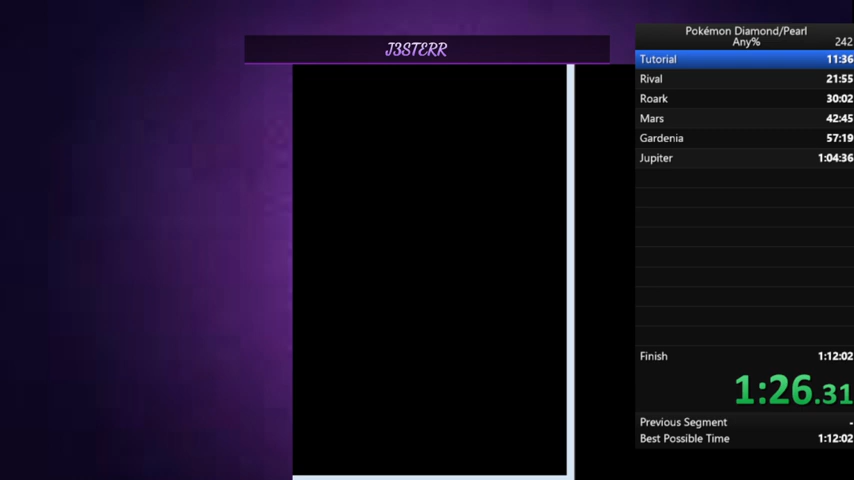 J3STERR
Pokémon Diamond/Pearl
Any% 242
Tutorial 11:36
Rival 21:55
Roark 30:02
Mars 42:45
Gardenia 57:19
Jupiter 1:04:36
Finish 1:12:02
1:26.31
Previous Segment -
Best Possible Time 1:12:02